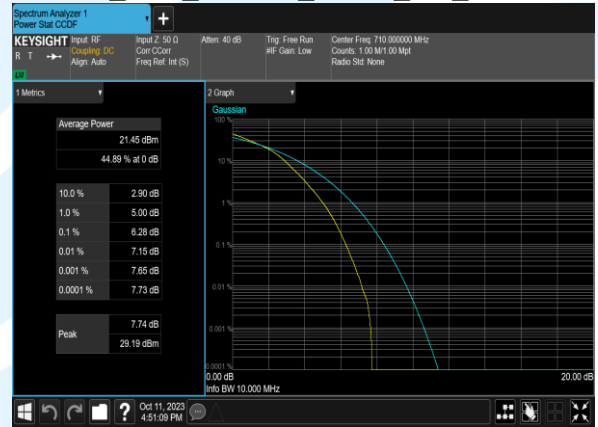 Spectrum Analyzer 1
Power Stat CCDF
+
KEYSIGHT
R T
LV
Input: RF
Coupling: DC
Align: Auto
Input Z: 50 Ω
Corr CCorr
Freq Ref: Int (S)
Atten: 40 dB
Trig: Free Run
#IF Gain: Low
Center Freq: 710.000000 MHz
Counts: 1.00 M/1.00 Mpt
Radio Std: None
1 Metrics
Average Power
21.45 dBm
44.89 % at 0 dB
10.0 % 2.90 dB
1.0 % 5.00 dB
0.1 % 6.28 dB
0.01 % 7.15 dB
0.001 % 7.65 dB
0.0001 % 7.73 dB
Peak
7.74 dB
29.19 dBm
2 Graph
Gaussian
100 %
10 %
1 %
0.1 %
0.01 %
0.001 %
0.0001 %
0.00 dB 20.00 dB
Info BW 10.000 MHz
?
Oct 11, 2023
4:51:09 PM